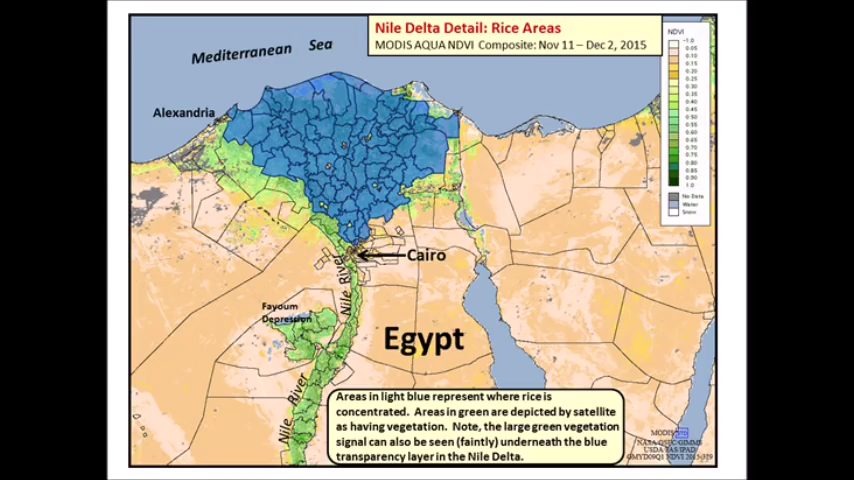 Nile Delta Detail: Rice Areas
MODIS AQUA NDVI Composite: Nov 11 – Dec 2, 2015
Mediterranean Sea
NDVI
-1.0
0.05
0.10
0.15
0.20
0.25
0.30
0.35
0.40
0.45
0.50
0.55
0.60
0.65
0.70
0.75
0.80
0.85
0.90
1.0
No Data
Water
Snow
Alexandria
Cairo
Nile River
Fayoum
Depression
Egypt
Nile River
Areas in light blue represent where rice is
concentrated. Areas in green are depicted by satellite
as having vegetation. Note, the large green vegetation
signal can also be seen (faintly) underneath the blue
transparency layer in the Nile Delta.
MODIS
NASA GSFC GIMMS
USDA FAS IPAD